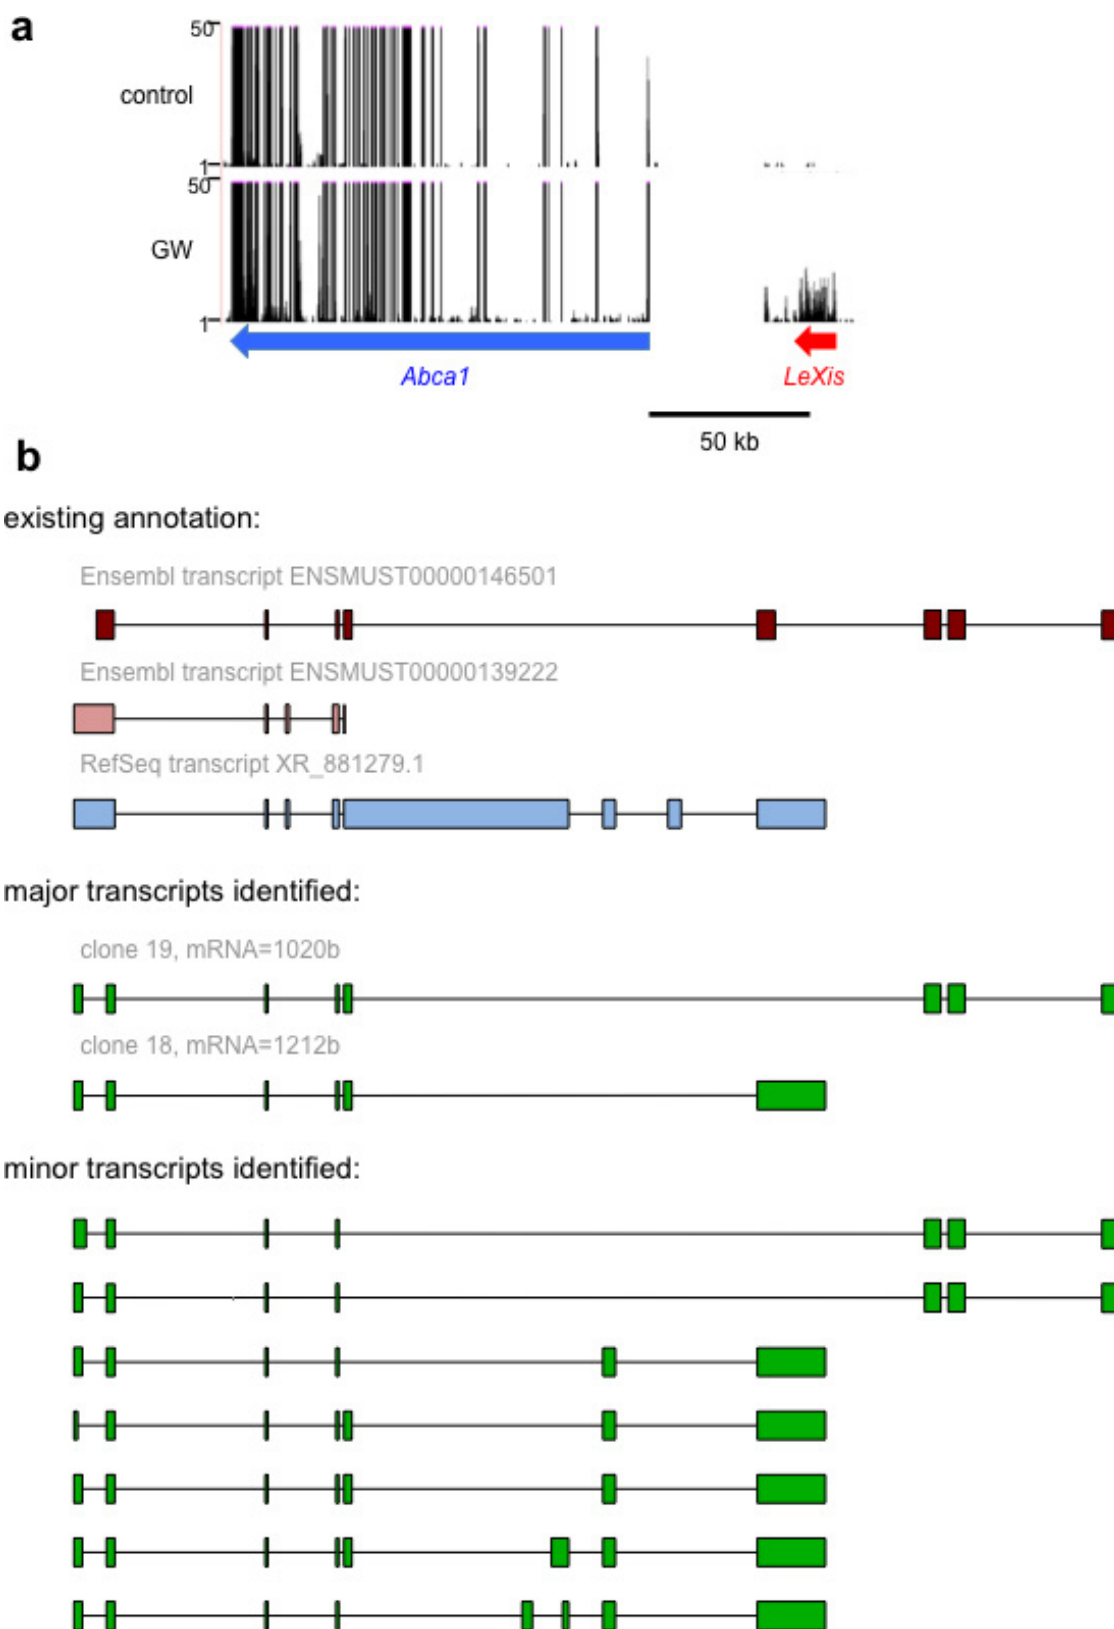 a
50
control
1
50
GW
1
Abca1
LeXis
50 kb
b
existing annotation:
Ensembl transcript ENSMUST00000146501
Ensembl transcript ENSMUST00000139222
RefSeq transcript XR_881279.1
major transcripts identified:
clone 19, mRNA=1020b
clone 18, mRNA=1212b
minor transcripts identified: